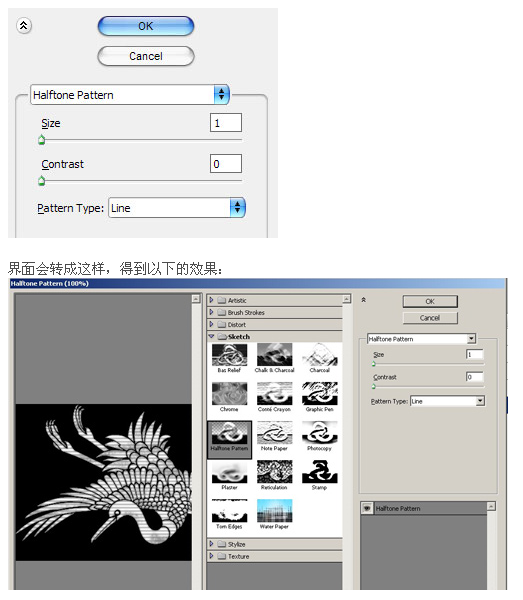 OK
Cancel
Halftone Pattern
Size 1
Contrast 0
Pattern Type: Line
界面会转成这样，得到以下的效果：
Halftone Pattern (100%)
Artistic
Brush Strokes
Distort
Sketch
Bas Relief Chalk & Charcoal Charcoal
Chrome Conté Crayon Graphic Pen
Halftone Pattern Note Paper Photocopy
Plaster Reticulation Stamp
Torn Edges Water Paper
Stylize
Texture
OK
Cancel
Halftone Pattern
Size 1
Contrast 0
Pattern Type: Line
Halftone Pattern